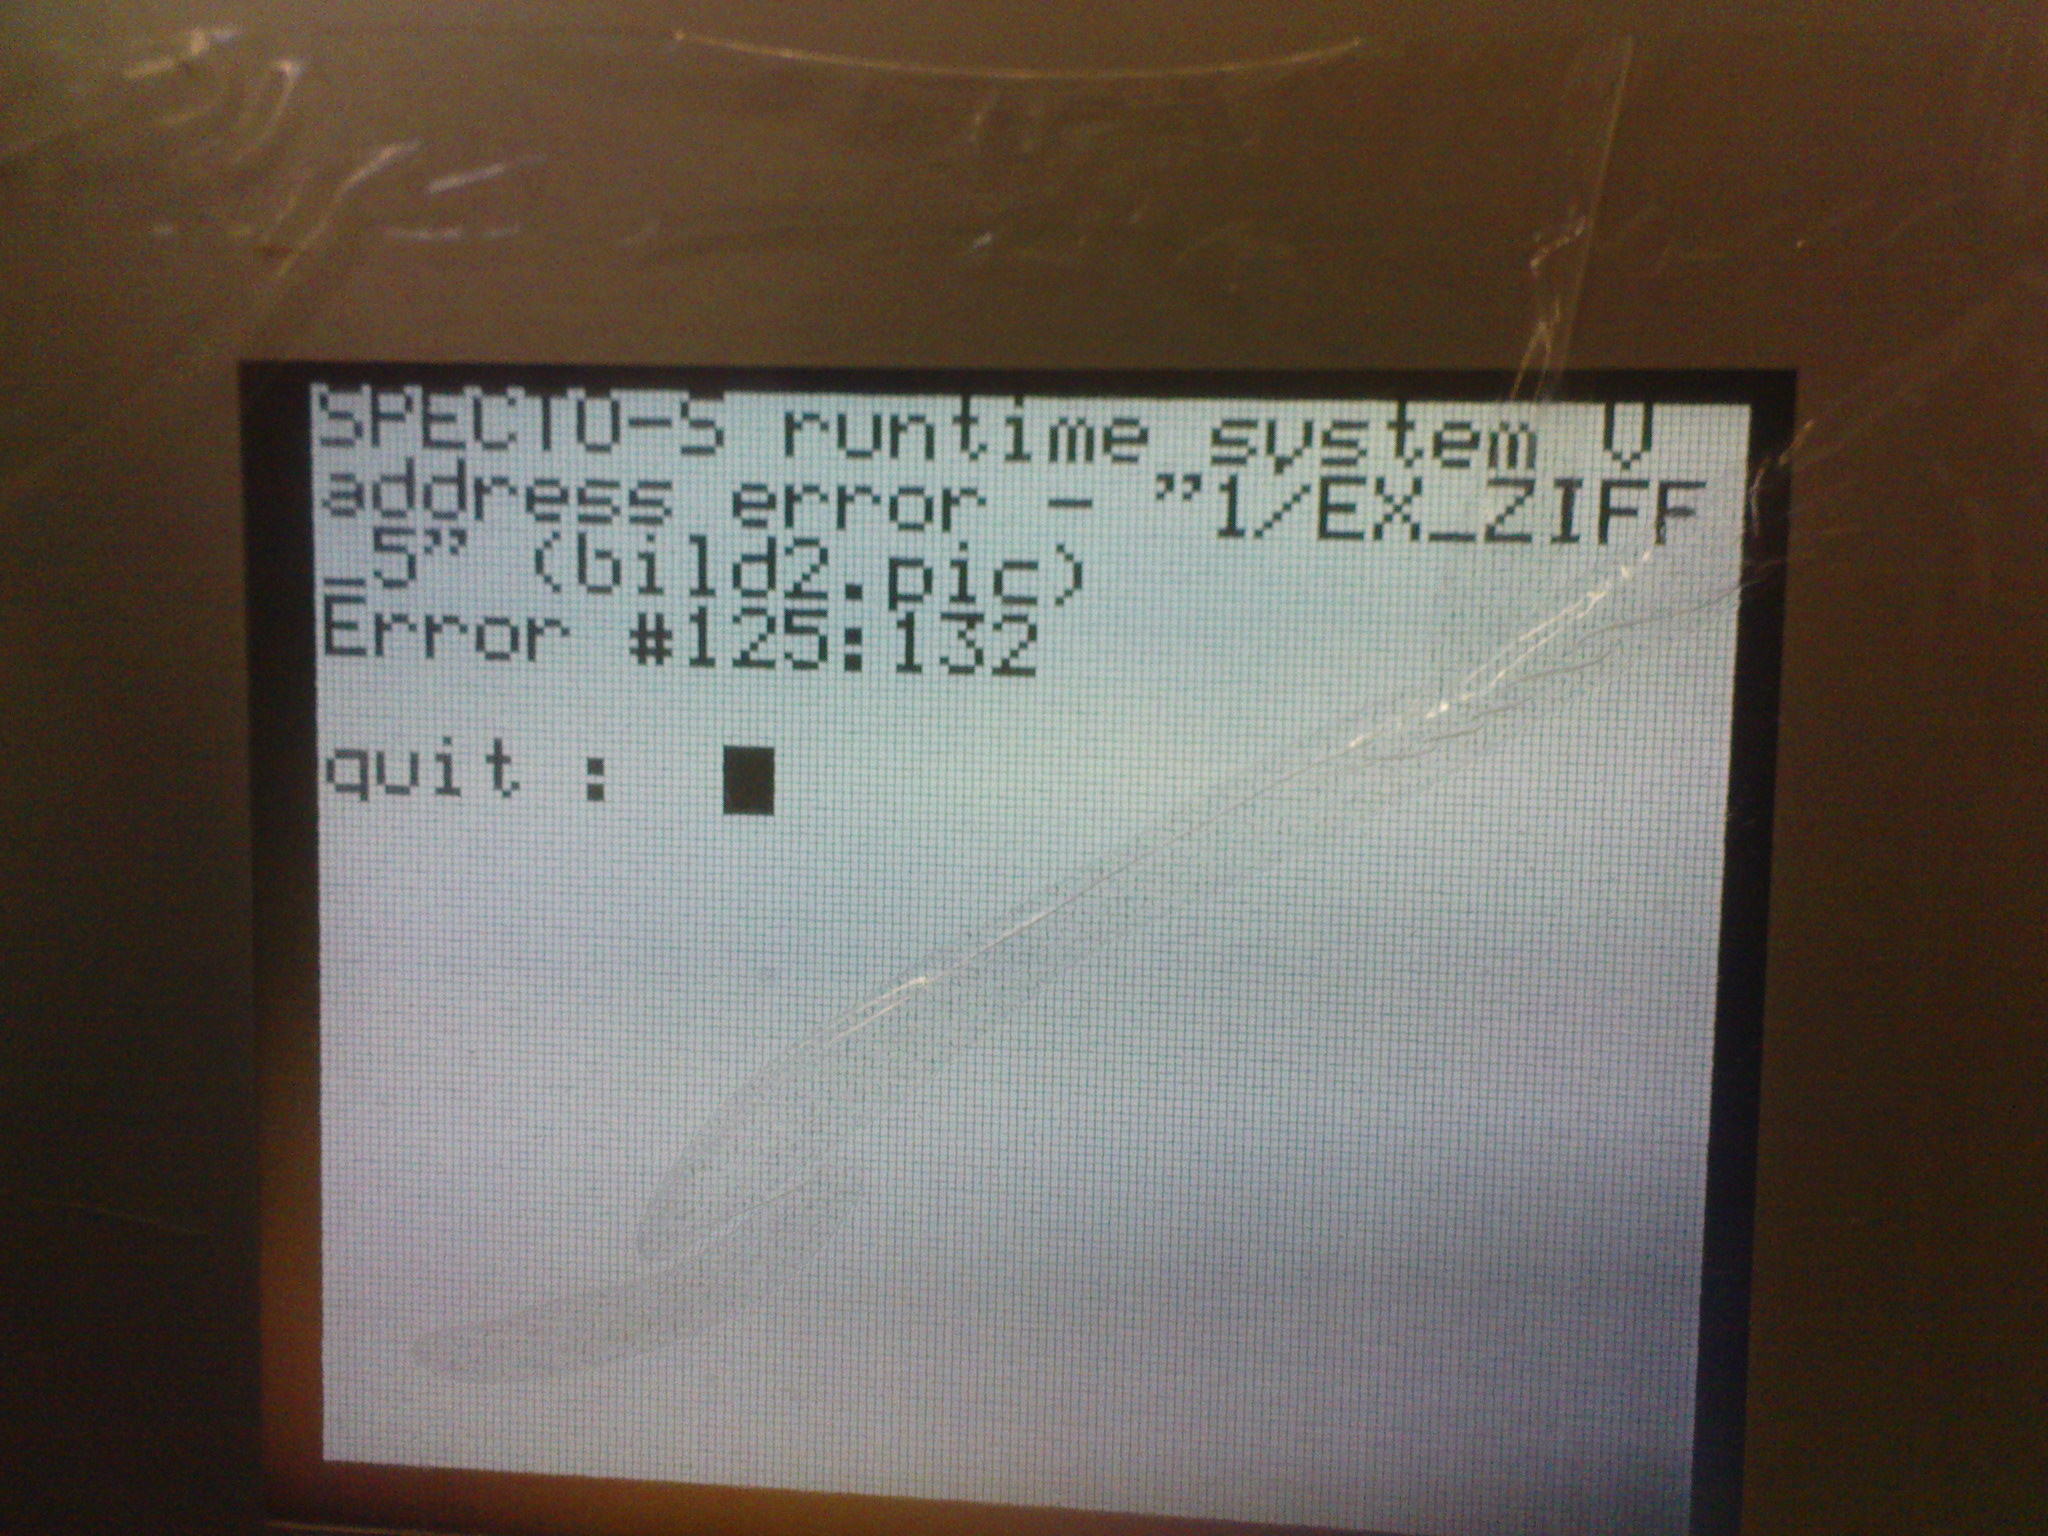 SPECTO-S runtime system V
address error - "1/EX_ZIFF
_5" (bild2.pic)
Error #125:132
quit :